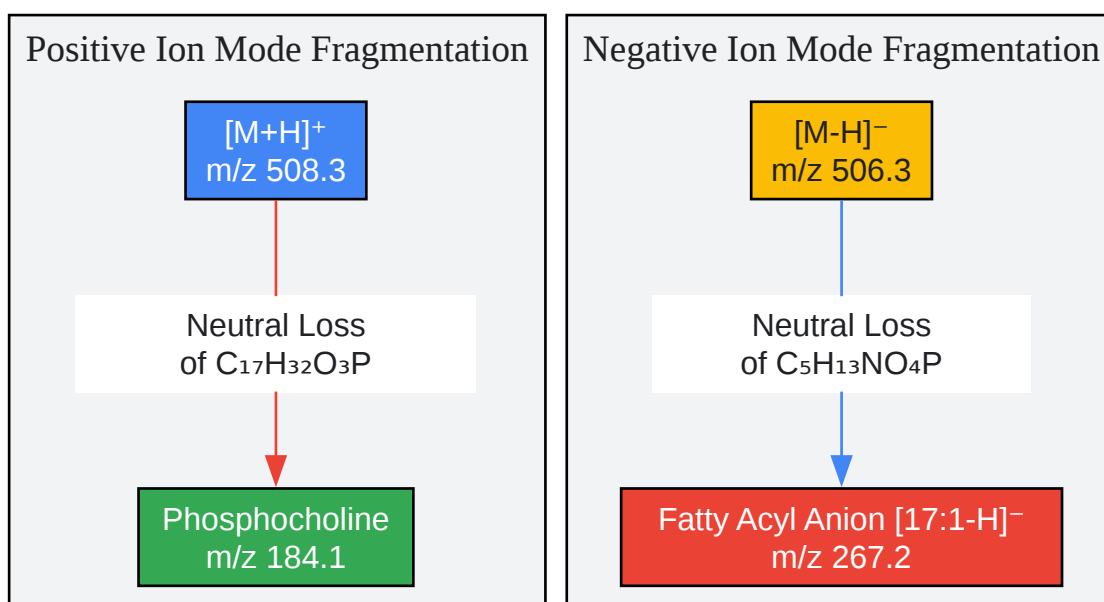 Positive Ion Mode Fragmentation
[M+H]⁺
m/z 508.3
Neutral Loss
of C₁₇H₃₂O₃P
Phosphocholine
m/z 184.1
Negative Ion Mode Fragmentation
[M-H]⁻
m/z 506.3
Neutral Loss
of C₅H₁₃NO₄P
Fatty Acyl Anion [17:1-H]⁻
m/z 267.2